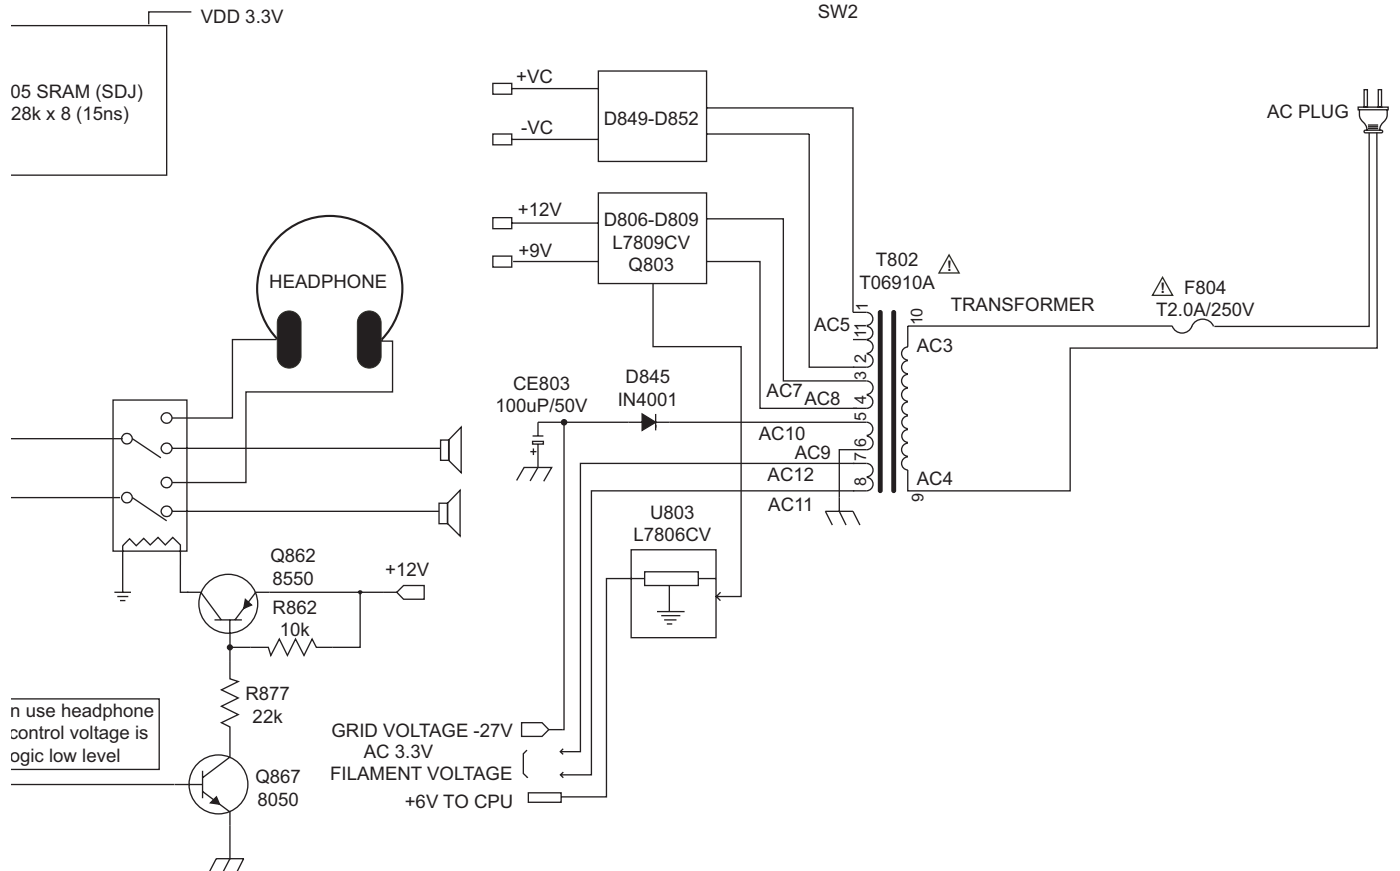 VDD 3.3V
SW2
05 SRAM (SDJ)
28k x 8 (15ns)
+VC
-VC
D849-D852
AC PLUG
+12V
+9V
D806-D809
L7809CV
Q803
HEADPHONE
T802
T06910A
TRANSFORMER
F804
T2.0A/250V
1
11
2
3
4
5
6
7
8
10
9
AC5
AC3
AC7
AC8
AC10
AC9
AC12
AC11
AC4
CE803
100uP/50V
+
D845
IN4001
U803
L7806CV
Q862
8550
+12V
R862
10k
R877
22k
n use headphone
control voltage is
ogic low level
Q867
8050
GRID VOLTAGE -27V
AC 3.3V
FILAMENT VOLTAGE
+6V TO CPU